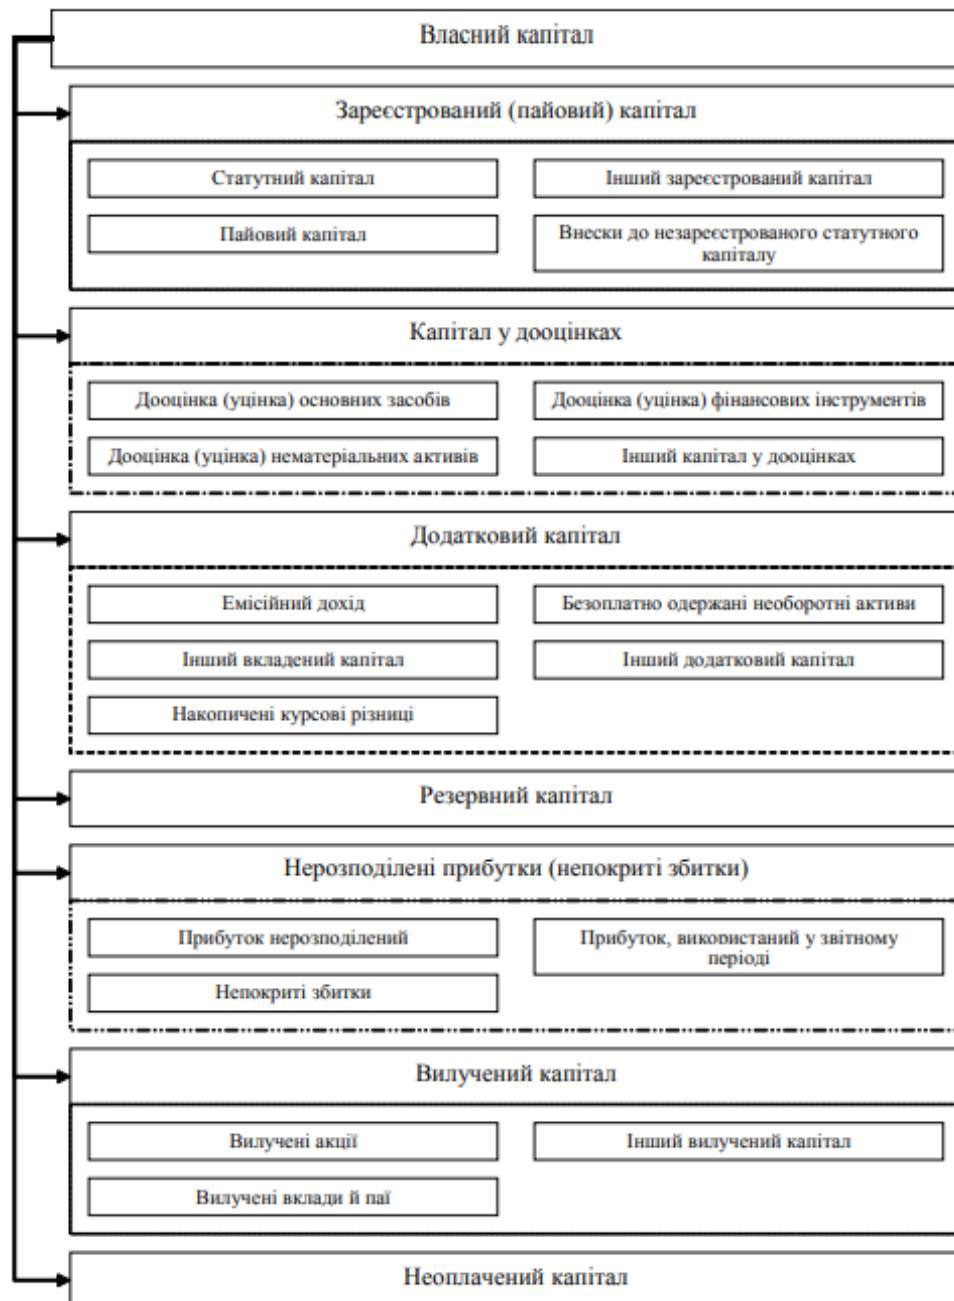 Власний капітал
Зареєстрований (пайовий) капітал
Статутний капітал
Інший зареєстрований капітал
Пайовий капітал
Внески до незареєстрованого статутного
капіталу
Капітал у дооцінках
Дооцінка (уцінка) основних засобів
Дооцінка (уцінка) фінансових інструментів
Дооцінка (уцінка) нематеріальних активів
Інший капітал у дооцінках
Додатковий капітал
Емісійний дохід
Безоплатно одержані необоротні активи
Інший вкладений капітал
Інший додатковий капітал
Накопичені курсові різниці
Резервний капітал
Нерозподілені прибутки (непокриті збитки)
Прибуток нерозподілений
Прибуток, використаний у звітному
періоді
Непокриті збитки
Вилучений капітал
Вилучені акції
Інший вилучений капітал
Вилучені вклади й паї
Неоплачений капітал